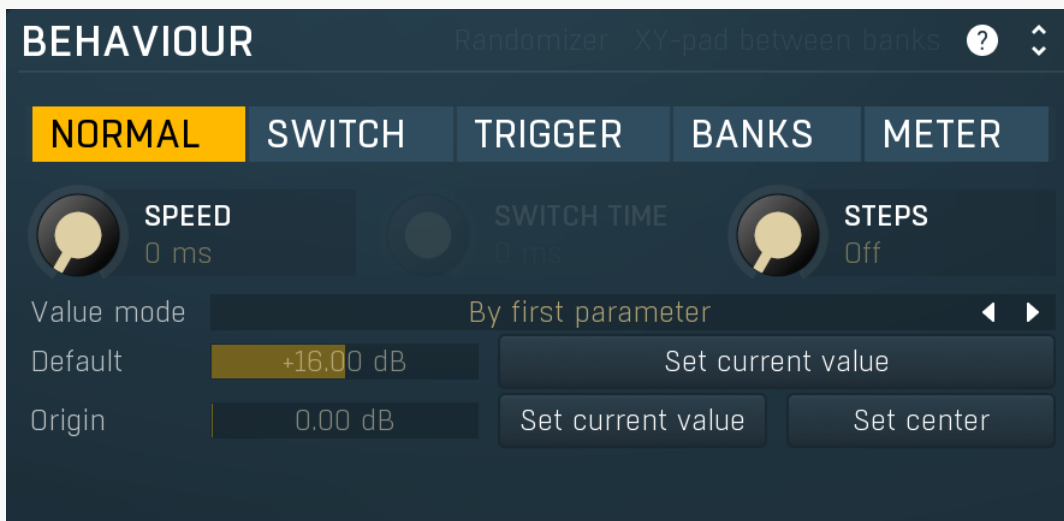 BEHAVIOUR Randomizer XY-pad between banks ?
NORMAL SWITCH TRIGGER BANKS METER
SPEED SWITCH TIME STEPS
0 ms 0 ms Off
Value mode By first parameter
Default +16.00 dB Set current value
Origin 0.00 dB Set current value Set center